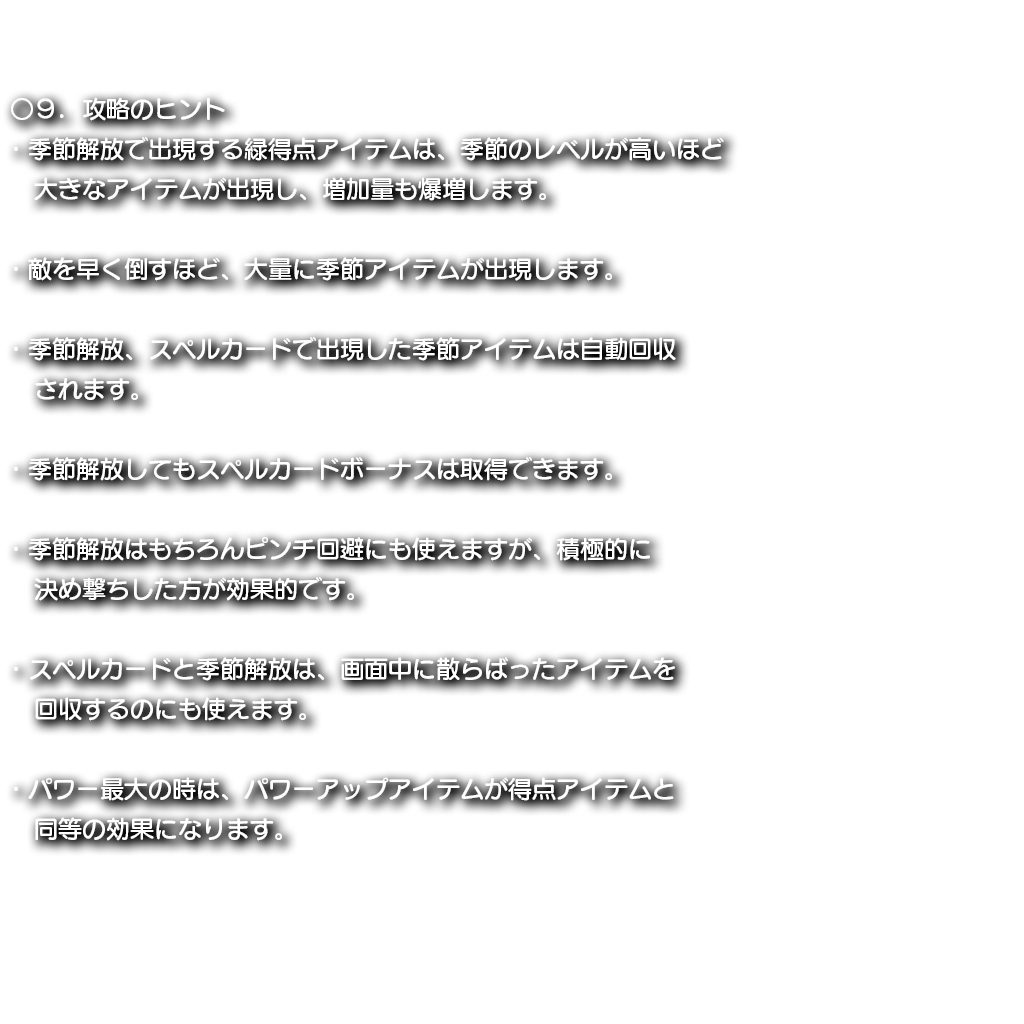 ○９．攻略のヒント
・季節解放で出現する緑得点アイテムは、季節のレベルが高いほど
大きなアイテムが出現し、増加量も爆増します。
・敵を早く倒すほど、大量に季節アイテムが出現します。
・季節解放、スペルカードで出現した季節アイテムは自動回収
されます。
・季節解放してもスペルカードボーナスは取得できます。
・季節解放はもちろんピンチ回避にも使えますが、積極的に
決め撃ちした方が効果的です。
・スペルカードと季節解放は、画面中に散らばったアイテムを
回収するのにも使えます。
・パワー最大の時は、パワーアップアイテムが得点アイテムと
同等の効果になります。